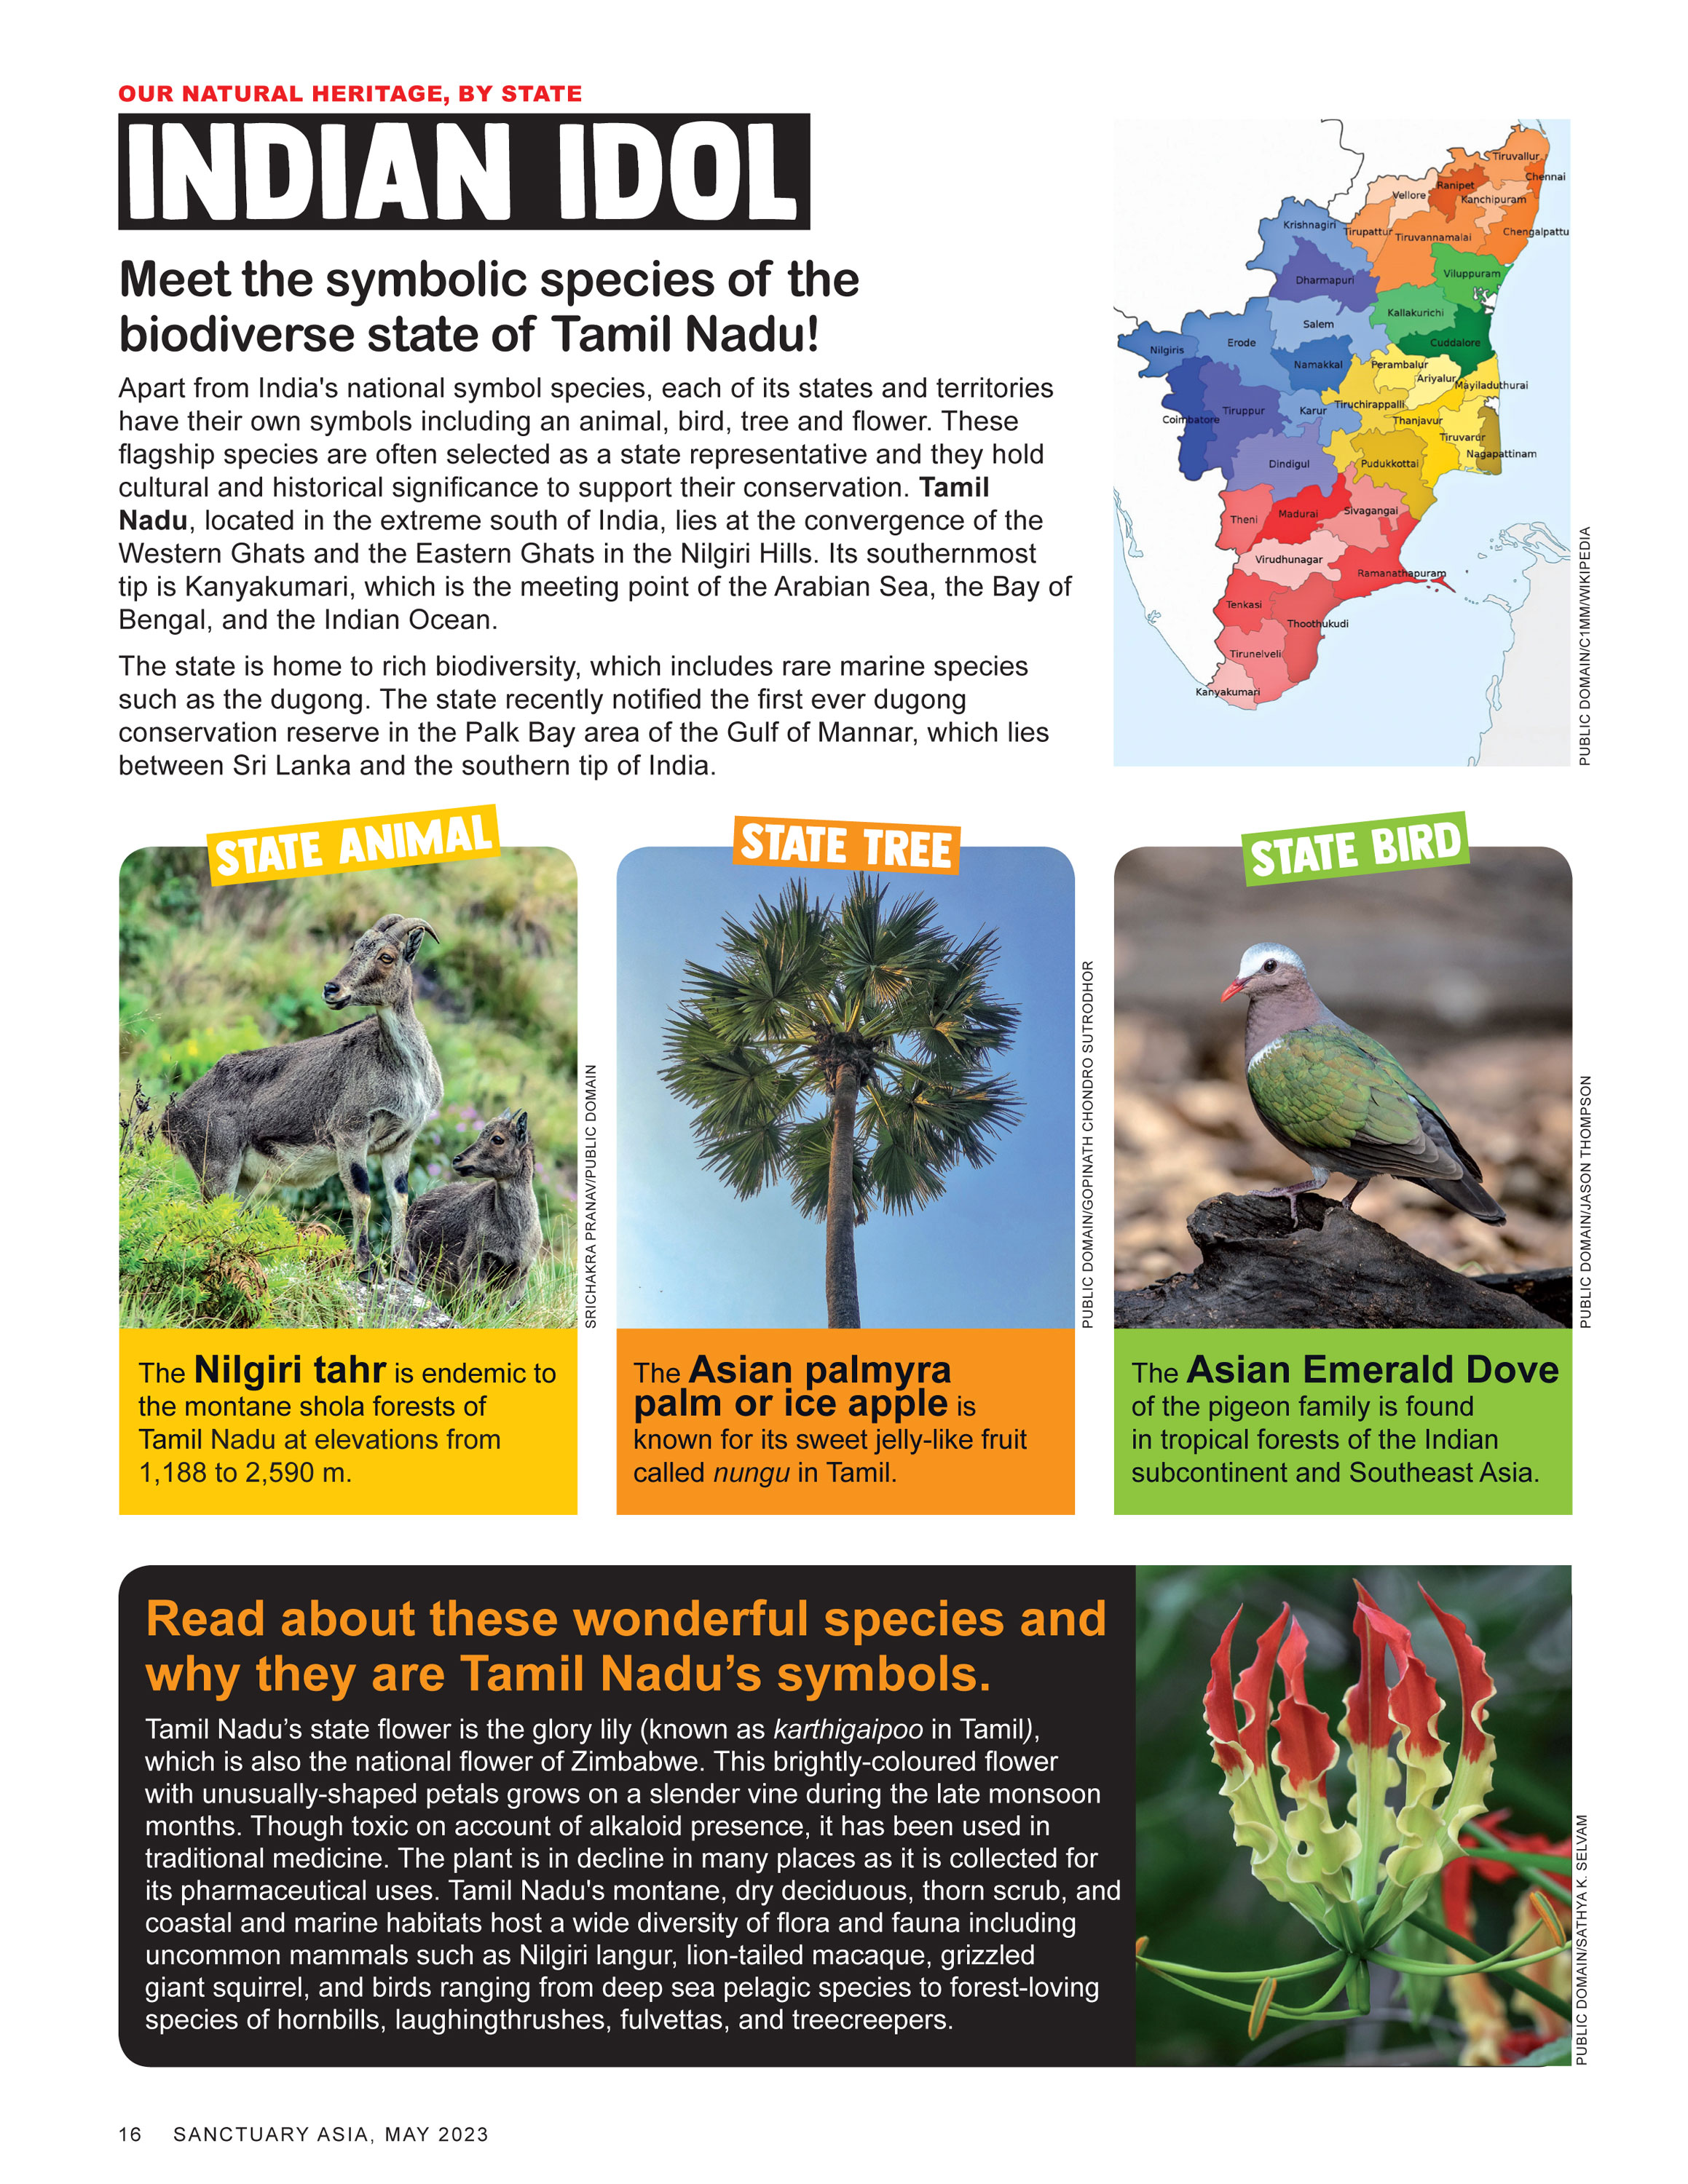 OUR NATURAL HERITAGE, BY STATE
INDIAN IDOL
Meet the symbolic species of the
biodiverse state of Tamil Nadu!
Apart from India's national symbol species, each of its states and territories
have their own symbols including an animal, bird, tree and flower. These
flagship species are often selected as a state representative and they hold
cultural and historical significance to support their conservation. Tamil
Nadu, located in the extreme south of India, lies at the convergence of the
Western Ghats and the Eastern Ghats in the Nilgiri Hills. Its southernmost
tip is Kanyakumari, which is the meeting point of the Arabian Sea, the Bay of
Bengal, and the Indian Ocean.
The state is home to rich biodiversity, which includes rare marine species
such as the dugong. The state recently notified the first ever dugong
conservation reserve in the Palk Bay area of the Gulf of Mannar, which lies
between Sri Lanka and the southern tip of India.
Tiruvallur
Chennai
Ranipet
Vellore
Kanchipuram
Krishnagiri
Tirupattur
Tiruvannamalai
Chengalpattu
Dharmapuri
Viluppuram
Kallakurichi
Salem
Cuddalore
Erode
Nilgiris
Namakkal
Perambalur
Ariyalur
Mayiladuthurai
Coimbatore
Tiruppur
Karur
Tiruchirappalli
Thanjavur
Tiruvarur
Nagapattinam
Dindigul
Pudukkottai
Theni
Madurai
Sivagangai
Virudhunagar
Ramanathapuram
Tenkasi
Thoothukudi
Tirunelveli
Kanyakumari
PUBLIC DOMAIN/C1MM/WIKIPEDIA
STATE ANIMAL
SRICHAKRA PRANAV/PUBLIC DOMAIN
The Nilgiri tahr is endemic to
the montane shola forests of
Tamil Nadu at elevations from
1,188 to 2,590 m.
STATE TREE
PUBLIC DOMAIN/GOPINATH CHONDRO SUTRODHOR
The Asian palmyra
palm or ice apple is
known for its sweet jelly-like fruit
called nungu in Tamil.
STATE BIRD
PUBLIC DOMAIN/JASON THOMPSON
The Asian Emerald Dove
of the pigeon family is found
in tropical forests of the Indian
subcontinent and Southeast Asia.
Read about these wonderful species and
why they are Tamil Nadu’s symbols.
Tamil Nadu’s state flower is the glory lily (known as karthigaipoo in Tamil),
which is also the national flower of Zimbabwe. This brightly-coloured flower
with unusually-shaped petals grows on a slender vine during the late monsoon
months. Though toxic on account of alkaloid presence, it has been used in
traditional medicine. The plant is in decline in many places as it is collected for
its pharmaceutical uses. Tamil Nadu's montane, dry deciduous, thorn scrub, and
coastal and marine habitats host a wide diversity of flora and fauna including
uncommon mammals such as Nilgiri langur, lion-tailed macaque, grizzled
giant squirrel, and birds ranging from deep sea pelagic species to forest-loving
species of hornbills, laughingthrushes, fulvettas, and treecreepers.
PUBLIC DOMAIN/SATHYA K. SELVAM
16 SANCTUARY ASIA, MAY 2023